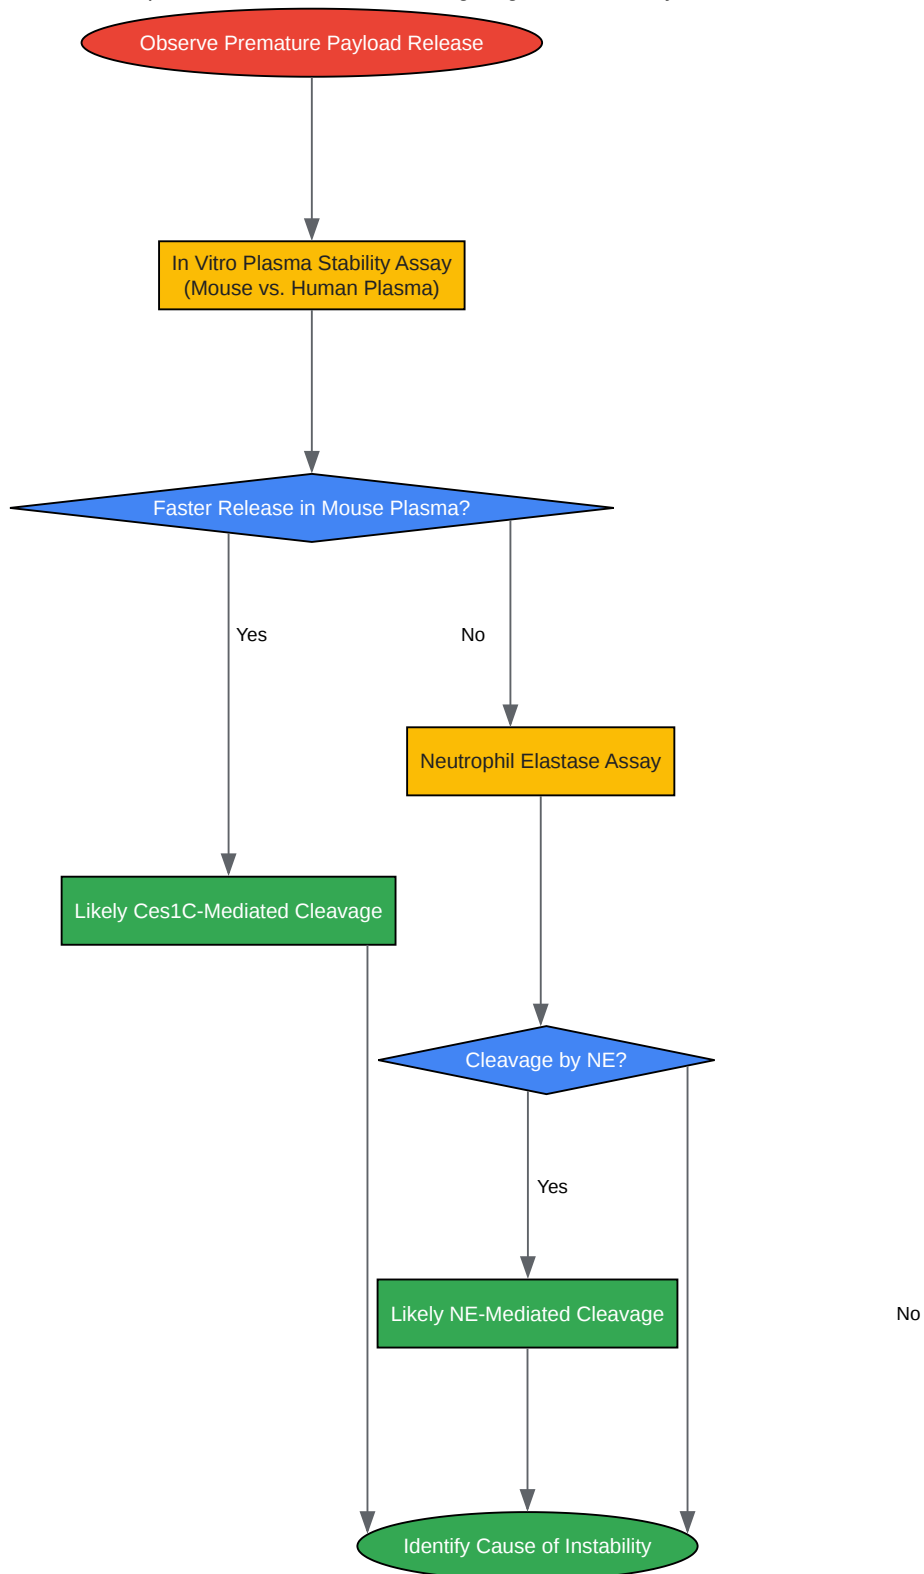 Observe Premature Payload Release
In Vitro Plasma Stability Assay
(Mouse vs. Human Plasma)
Faster Release in Mouse Plasma?
Yes
No
Neutrophil Elastase Assay
Likely Ces1C-Mediated Cleavage
Cleavage by NE?
Yes
Likely NE-Mediated Cleavage
No
Identify Cause of Instability